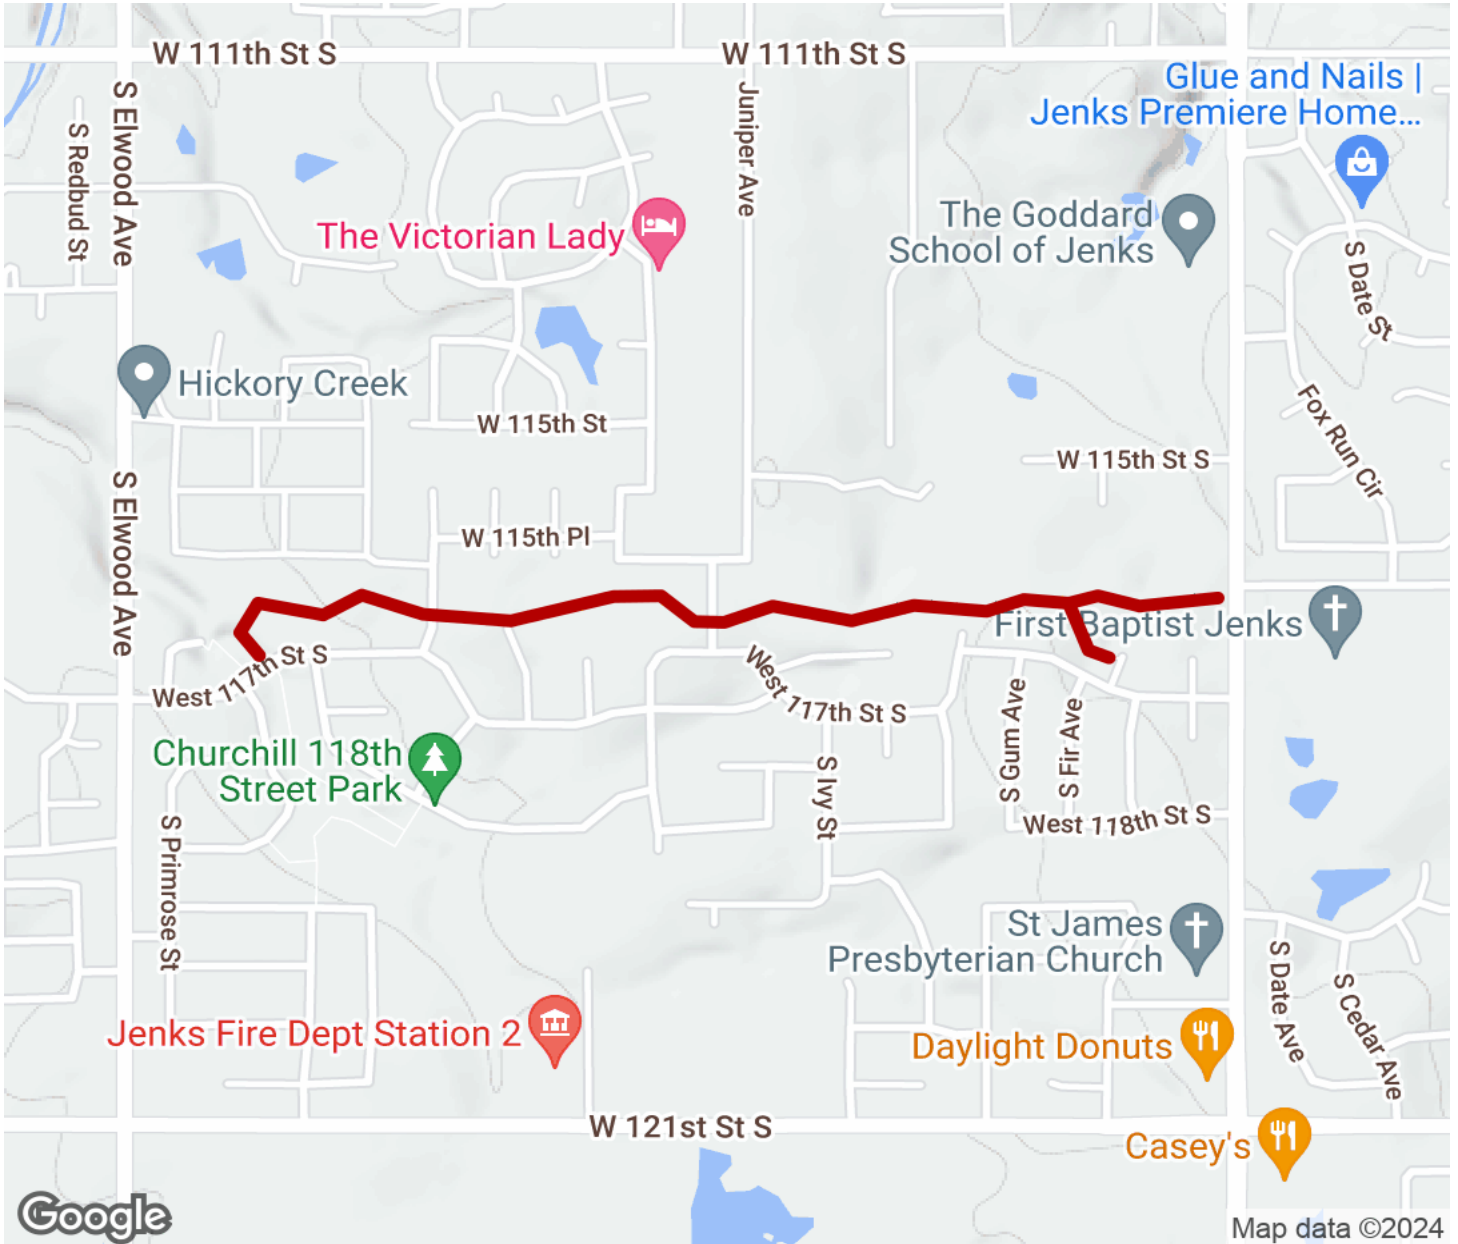 W 111th St S
W 111th St S
Glue and Nails |
Jenks Premiere Home...
S Elwood Ave
S Redbud St
Juniper Ave
The Victorian Lady
The Goddard
School of Jenks
S Date St
Hickory Creek
W 115th St
Fox Run Cir
W 115th St S
S Elwood Ave
W 115th Pl
First Baptist Jenks
West 117th St S
West 117th St S
S Gum Ave
S Fir Ave
Churchill 118th
Street Park
S Ivy St
West 118th St S
S Primrose St
St James
Presbyterian Church
S Date Ave
S Cedar Ave
Jenks Fire Dept Station 2
Daylight Donuts
W 121st St S
Casey's
Google
Map data ©2024